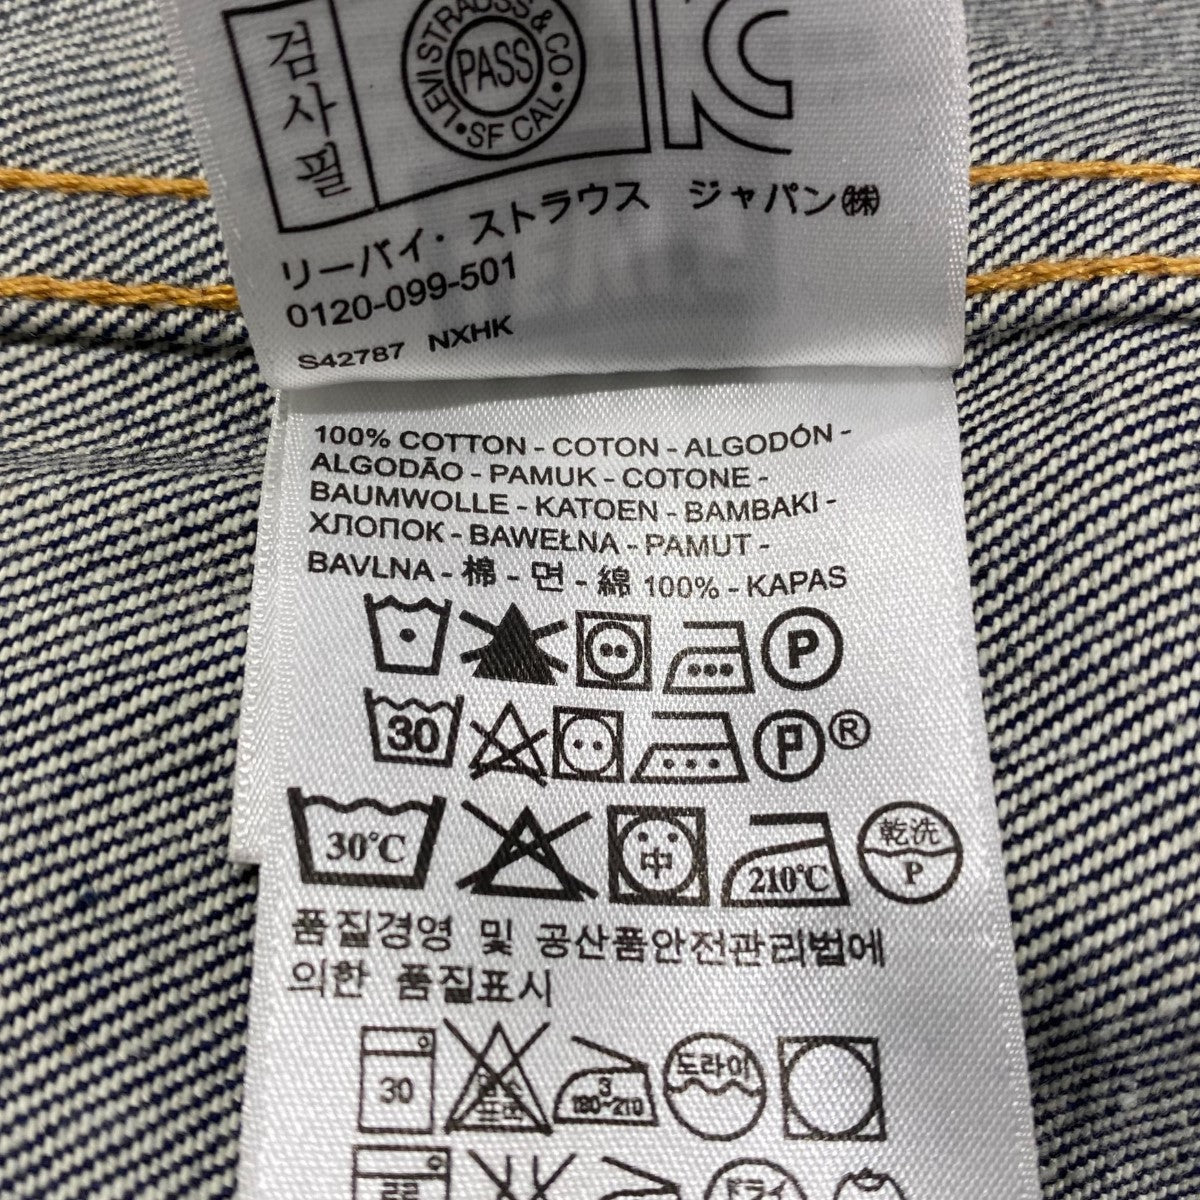 검사필
LEVI STRAUSS & CO
PASS
SF CAL
リーバイ・ストラウス ジャパン㈱
0120-099-501
S42787 NXHK
100% COTTON - COTON - ALGODÓN -
ALGODÃO - PAMUK - COTONE -
BAUMWOLLE - KATOEN - BAMBAKI -
ХЛОПОК - BAWEŁNA - PAMUT -
BAVLNA - 棉 - 면 - 綿 100% - KAPAS
P
30 P ®
30℃ 中 210℃ 乾洗 P
품질경영 및 공산품안전관리법에
의한 품질표시
30 3 180~210 드라이
ドライ